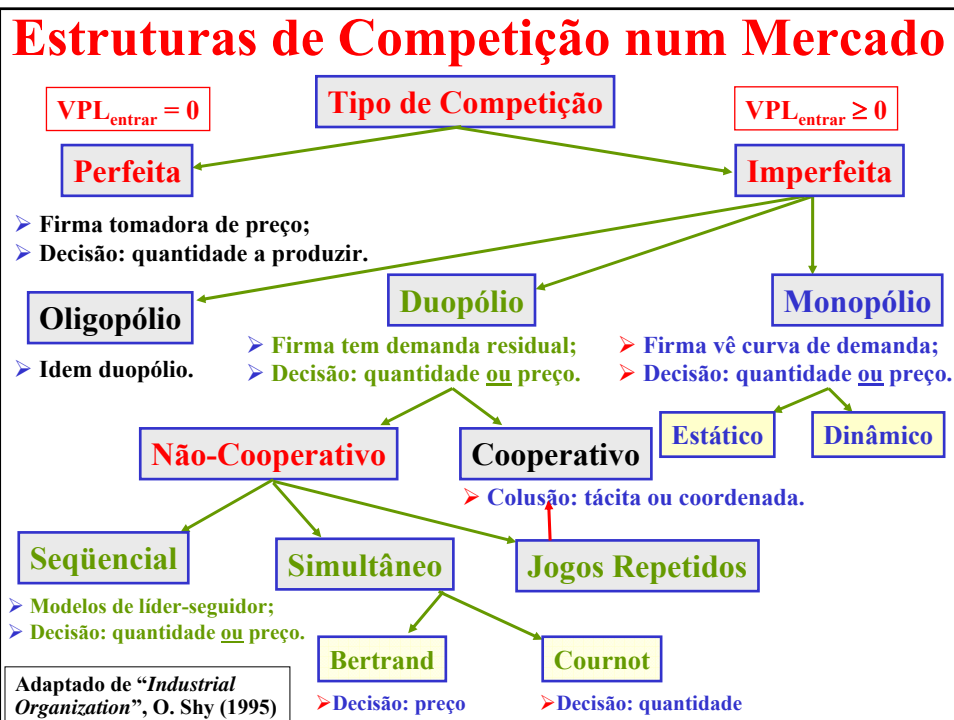 Estruturas de Competição num Mercado
VPLentrar = 0
Tipo de Competição
VPLentrar ≥ 0
Perfeita
Imperfeita
➢ Firma tomadora de preço;
➢ Decisão: quantidade a produzir.
Oligopólio
Duopólio
Monopólio
➢ Idem duopólio.
➢ Firma tem demanda residual;
➢ Decisão: quantidade ou preço.
➢ Firma vê curva de demanda;
➢ Decisão: quantidade ou preço.
Estático
Dinâmico
Não-Cooperativo
Cooperativo
➢ Colusão: tácita ou coordenada.
Seqüencial
Simultâneo
Jogos Repetidos
➢ Modelos de líder-seguidor;
➢ Decisão: quantidade ou preço.
Bertrand
Cournot
➢Decisão: preço
➢Decisão: quantidade
Adaptado de “Industrial
Organization”, O. Shy (1995)